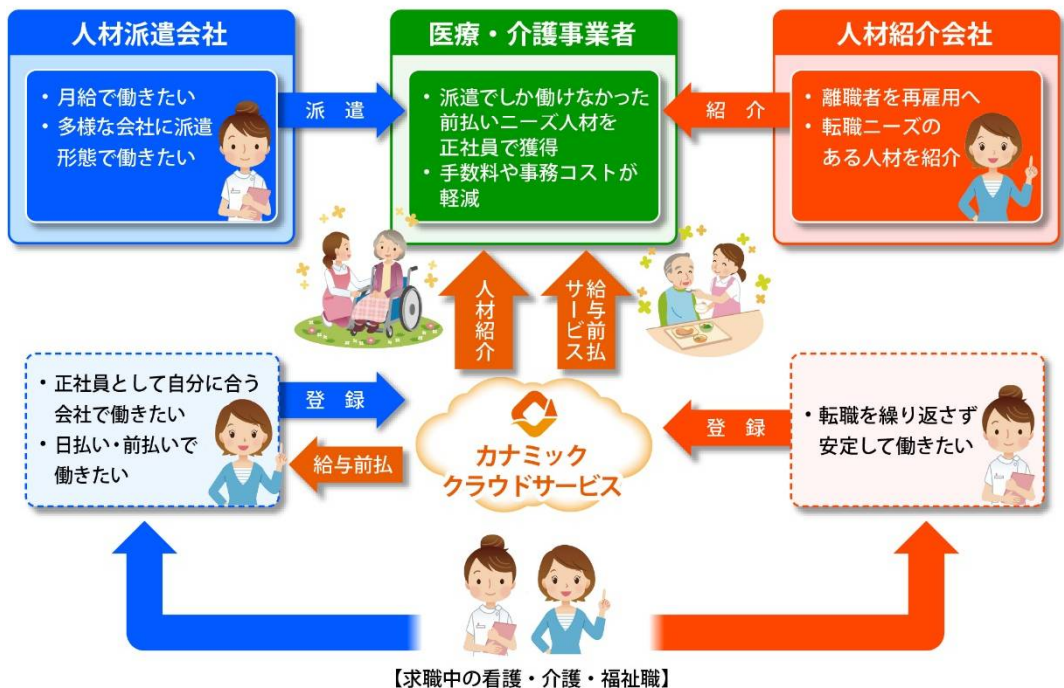 人材派遣会社
・月給で働きたい
・多様な会社に派遣
形態で働きたい
派 遣
医療・介護事業者
・派遣でしか働けなかった
前払いニーズ人材を
正社員で獲得
・手数料や事務コストが
軽減
紹 介
人材紹介会社
・離職者を再雇用へ
・転職ニーズの
ある人材を紹介
人材紹介
給与前払
サービス
・正社員として自分に合う
会社で働きたい
・日払い・前払いで
働きたい
登 録
給与前払
カナミック
クラウドサービス
登 録
・転職を繰り返さず
安定して働きたい
【求職中の看護・介護・福祉職】